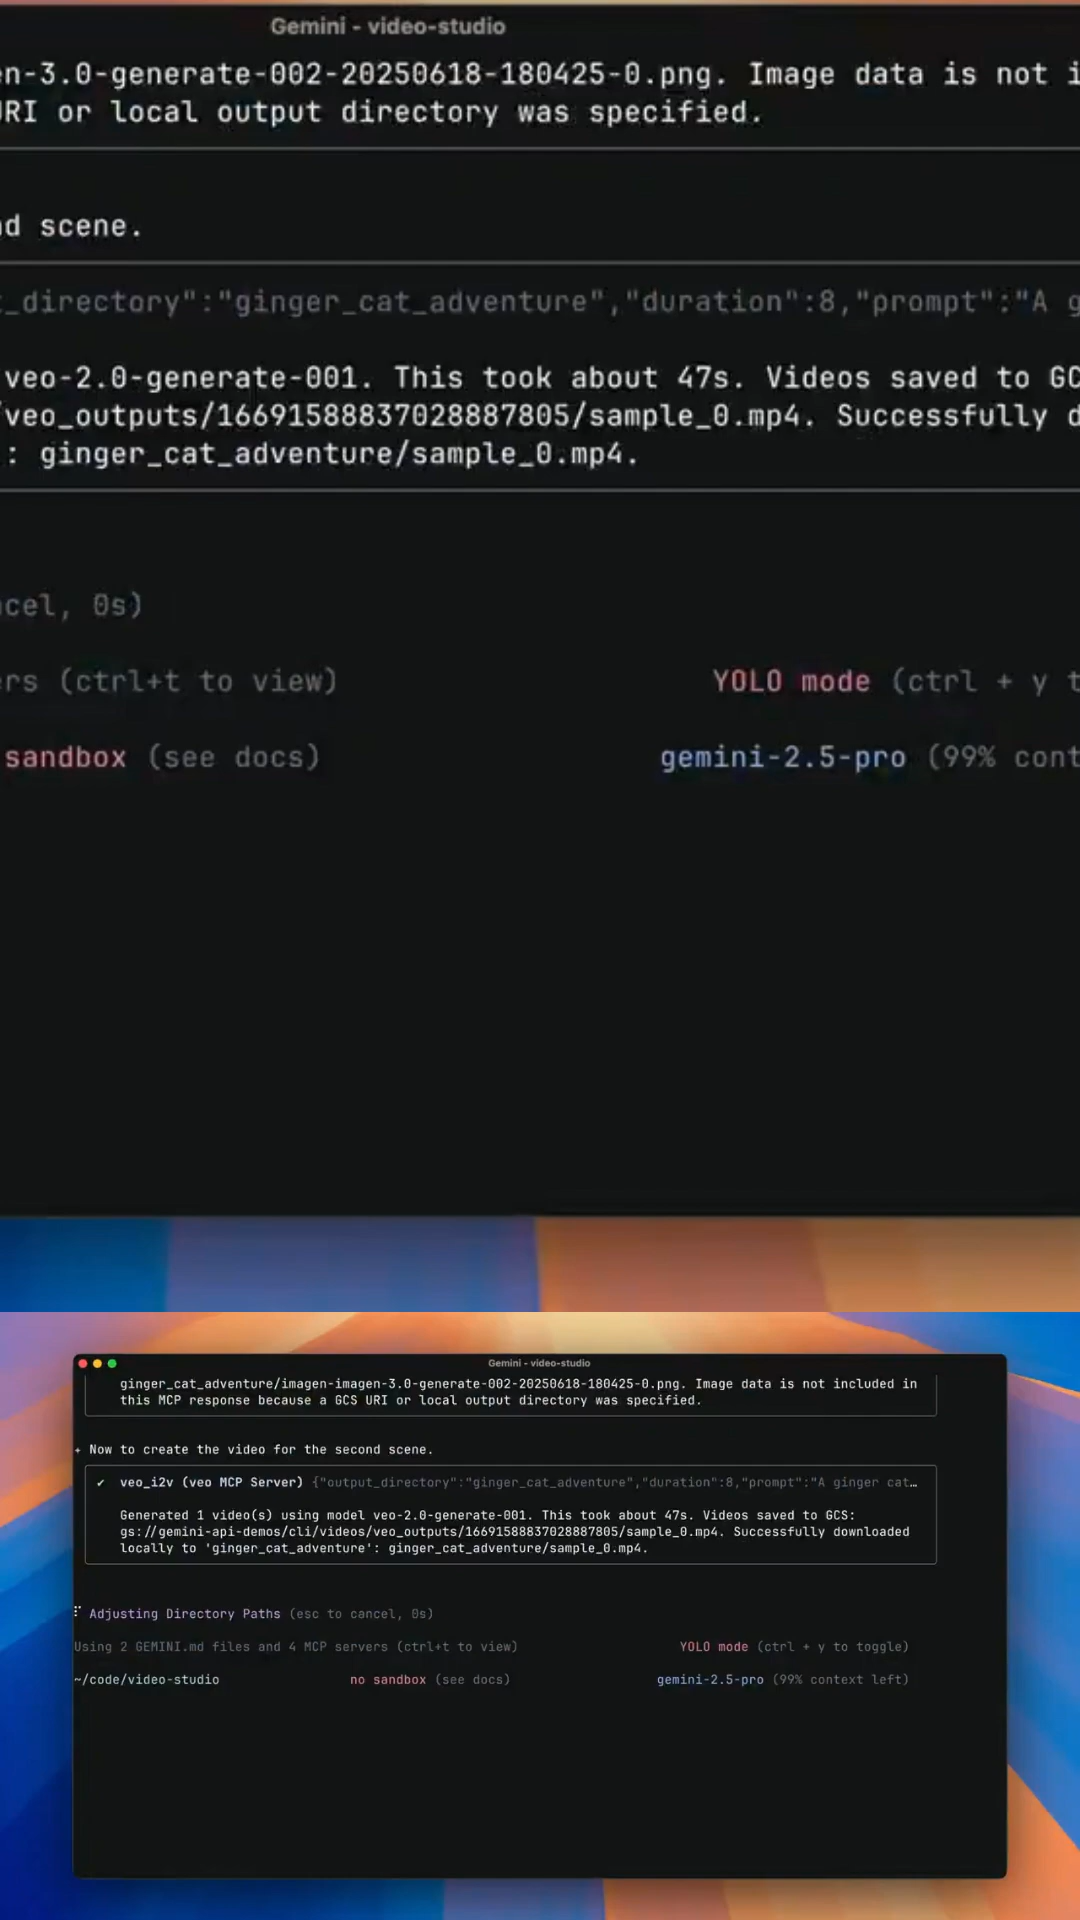 Gemini - video-studio
en-3.0-generate-002-20250618-180425-0.png. Image data is not i
URI or local output directory was specified.
nd scene.
t_directory":"ginger_cat_adventure","duration":8,"prompt":"A g
veo-2.0-generate-001. This took about 47s. Videos saved to GC
/veo_outputs/16691588837028887805/sample_0.mp4. Successfully d
: ginger_cat_adventure/sample_0.mp4.
ncel, 0s)
ers (ctrl+t to view) YOLO mode (ctrl + y t
sandbox (see docs) gemini-2.5-pro (99% cont
Gemini - video-studio
ginger_cat_adventure/imagen-imagen-3.0-generate-002-20250618-180425-0.png. Image data is not included in
this MCP response because a GCS URI or local output directory was specified.
✦ Now to create the video for the second scene.
✔ veo_i2v (veo MCP Server) {"output_directory":"ginger_cat_adventure","duration":8,"prompt":"A ginger cat…
Generated 1 video(s) using model veo-2.0-generate-001. This took about 47s. Videos saved to GCS:
gs://gemini-api-demos/cli/videos/veo_outputs/16691588837028887805/sample_0.mp4. Successfully downloaded
locally to 'ginger_cat_adventure': ginger_cat_adventure/sample_0.mp4.
Adjusting Directory Paths (esc to cancel, 0s)
Using 2 GEMINI.md files and 4 MCP servers (ctrl+t to view) YOLO mode (ctrl + y to toggle)
~/code/video-studio no sandbox (see docs) gemini-2.5-pro (99% context left)